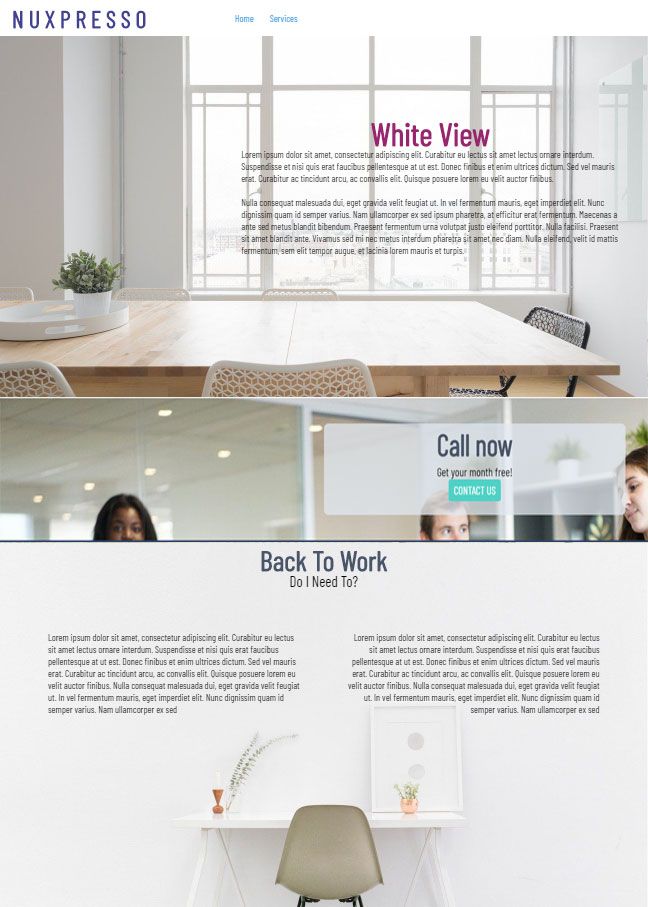 NUXPRESSO
Home Services
White View
Lorem ipsum dolor sit amet, consectetur adipiscing elit. Curabitur eu lectus sit amet lectus ornare interdum.
Suspendisse et nisi quis erat faucibus pellentesque at ut est. Donec finibus et enim ultrices dictum. Sed vel mauris
erat. Curabitur ac tincidunt arcu, ac convallis elit. Quisque posuere lorem eu velit auctor finibus.
Nulla consequat malesuada dui, eget gravida velit feugiat ut. In vel fermentum mauris, eget imperdiet elit. Nunc
dignissim quam id semper varius. Nam ullamcorper ex sed ipsum pharetra, at efficitur erat fermentum. Maecenas a
ante sed metus blandit bibendum. Praesent fermentum urna volutpat justo eleifend porttitor. Nulla facilisi. Praesent
sit amet blandit ante. Vivamus sed mi nec metus interdum pharetra sit amet nec diam. Nulla eleifend, velit id mattis
fermentum, sem elit tempor augue, et lacinia lorem mauris et turpis.
Call now
Get your month free!
CONTACT US
Back To Work
Do I Need To?
Lorem ipsum dolor sit amet, consectetur adipiscing elit. Curabitur eu lectus
sit amet lectus ornare interdum. Suspendisse et nisi quis erat faucibus
pellentesque at ut est. Donec finibus et enim ultrices dictum. Sed vel mauris
erat. Curabitur ac tincidunt arcu, ac convallis elit. Quisque posuere lorem eu
velit auctor finibus. Nulla consequat malesuada dui, eget gravida velit feugiat
ut. In vel fermentum mauris, eget imperdiet elit. Nunc dignissim quam id
semper varius. Nam ullamcorper ex sed
Lorem ipsum dolor sit amet, consectetur adipiscing elit. Curabitur eu lectus
sit amet lectus ornare interdum. Suspendisse et nisi quis erat faucibus
pellentesque at ut est. Donec finibus et enim ultrices dictum. Sed vel mauris
erat. Curabitur ac tincidunt arcu, ac convallis elit. Quisque posuere lorem eu
velit auctor finibus. Nulla consequat malesuada dui, eget gravida velit feugiat
ut. In vel fermentum mauris, eget imperdiet elit. Nunc dignissim quam id
semper varius. Nam ullamcorper ex sed